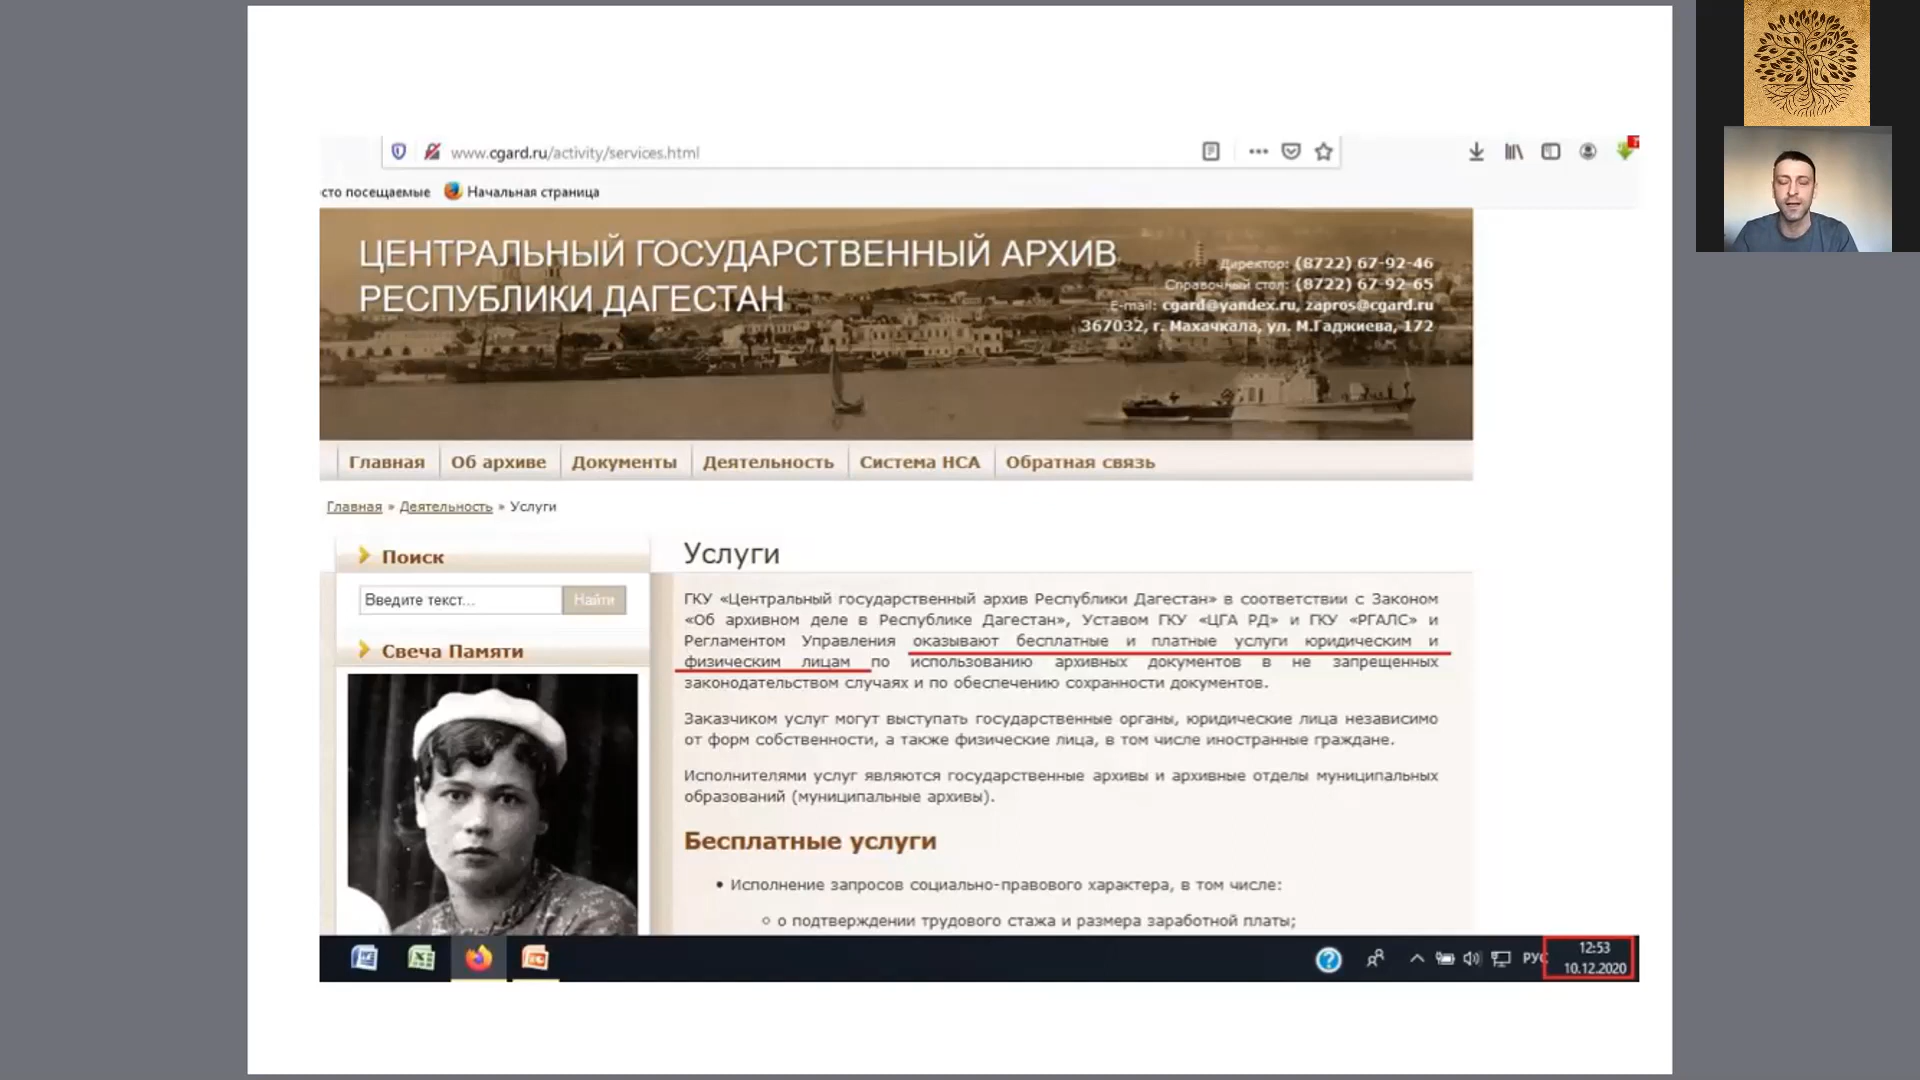 www.cgard.ru/activity/services.html
сто посещаемые Начальная страница
ЦЕНТРАЛЬНЫЙ ГОСУДАРСТВЕННЫЙ АРХИВ
РЕСПУБЛИКИ ДАГЕСТАН
Директор: (8722) 67-92-46
Справочный стол: (8722) 67-92-65
E-mail: cgard@yandex.ru, zapros@cgard.ru
367032, г. Махачкала, ул. М.Гаджиева, 172
Главная Об архиве Документы Деятельность Система НСА Обратная связь
Главная » Деятельность » Услуги
Поиск
Введите текст... Найти
Свеча Памяти
Услуги
ГКУ «Центральный государственный архив Республики Дагестан» в соответствии с Законом
«Об архивном деле в Республике Дагестан», Уставом ГКУ «ЦГА РД» и ГКУ «РГАЛС» и
Регламентом Управления оказывают бесплатные и платные услуги юридическим и
физическим лицам по использованию архивных документов в не запрещенных
законодательством случаях и по обеспечению сохранности документов.
Заказчиком услуг могут выступать государственные органы, юридические лица независимо
от форм собственности, а также физические лица, в том числе иностранные граждане.
Исполнителями услуг являются государственные архивы и архивные отделы муниципальных
образований (муниципальные архивы).
Бесплатные услуги
• Исполнение запросов социально-правового характера, в том числе:
о подтверждении трудового стажа и размера заработной платы;
РУС
12:53
10.12.2020